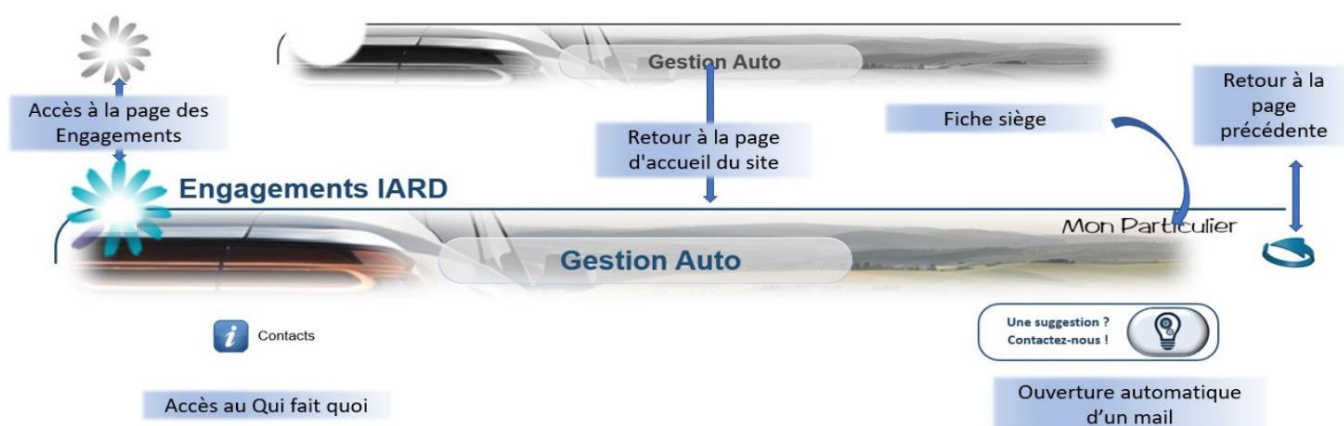 Gestion Auto
Accès à la page des
Engagements
Retour à la page
d'accueil du site
Fiche siège
Retour à la
page
précédente
Engagements IARD
Mon Particulier
Gestion Auto
Contacts
Une suggestion ?
Contactez-nous !
Accès au Qui fait quoi
Ouverture automatique
d’un mail